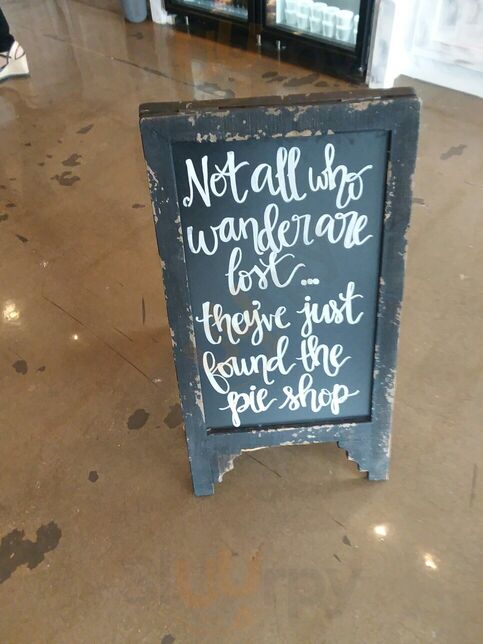 Not all who
wander are
lost...
they've just
found the
pie shop